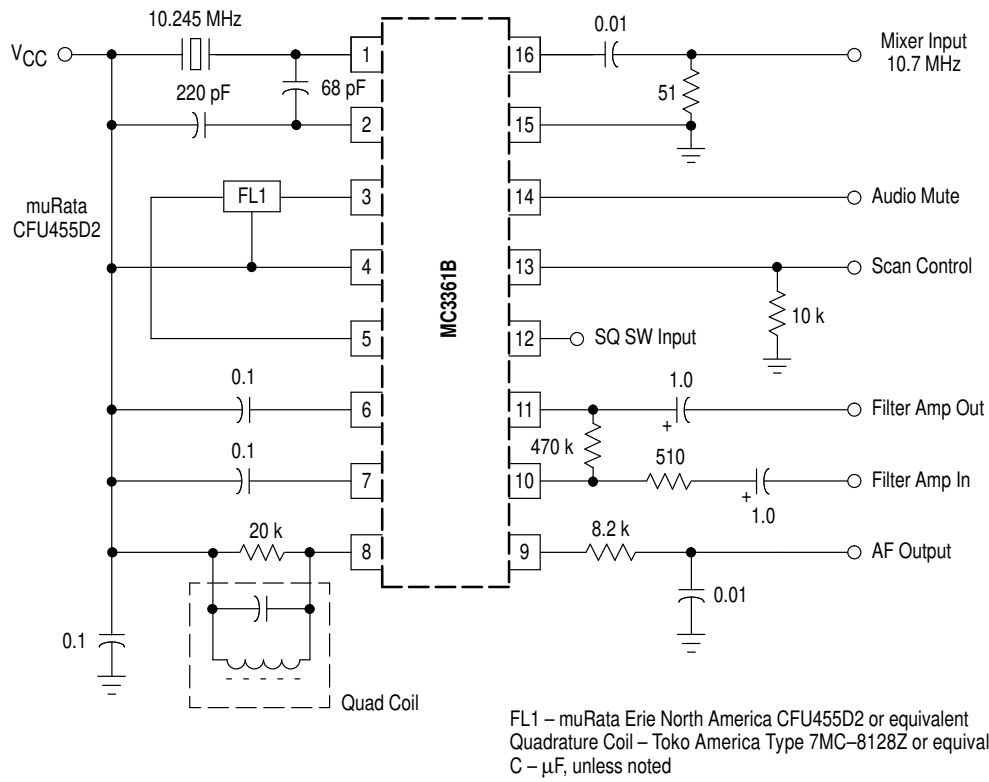 10.245 MHz
VCC
220 pF
68 pF
muRata
CFU455D2
FL1
0.1
0.1
20 k
0.1
Quad Coil
1
2
3
4
5
6
7
8
MC3361B
16
15
14
13
12
11
10
9
0.01
51
Mixer Input
10.7 MHz
Audio Mute
Scan Control
10 k
SQ SW Input
1.0
+
Filter Amp Out
470 k
510
+
1.0
Filter Amp In
8.2 k
AF Output
0.01
FL1 – muRata Erie North America CFU455D2 or equivalent
Quadrature Coil – Toko America Type 7MC–8128Z or equival
C – μF, unless noted